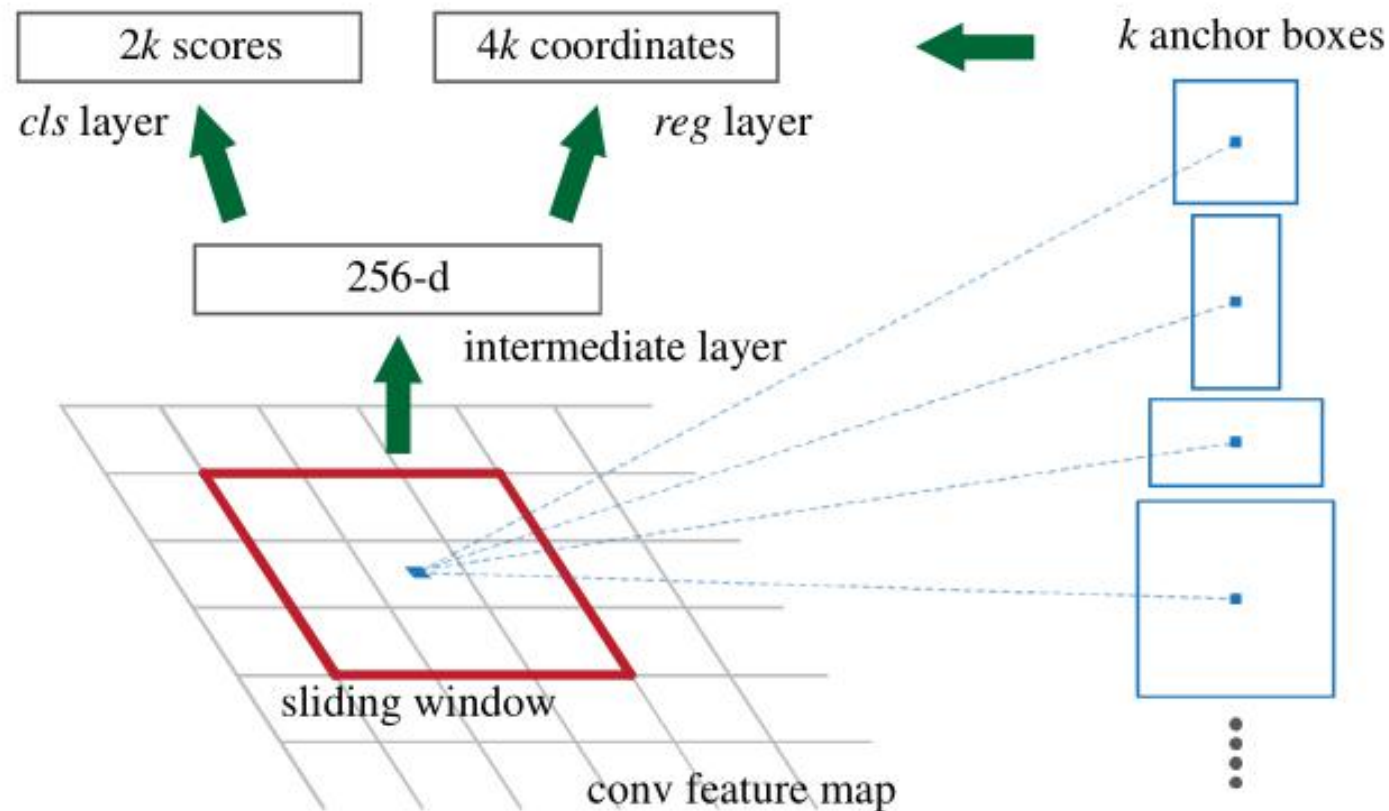 2k scores
4k coordinates
k anchor boxes
cls layer
reg layer
256-d
intermediate layer
sliding window
conv feature map